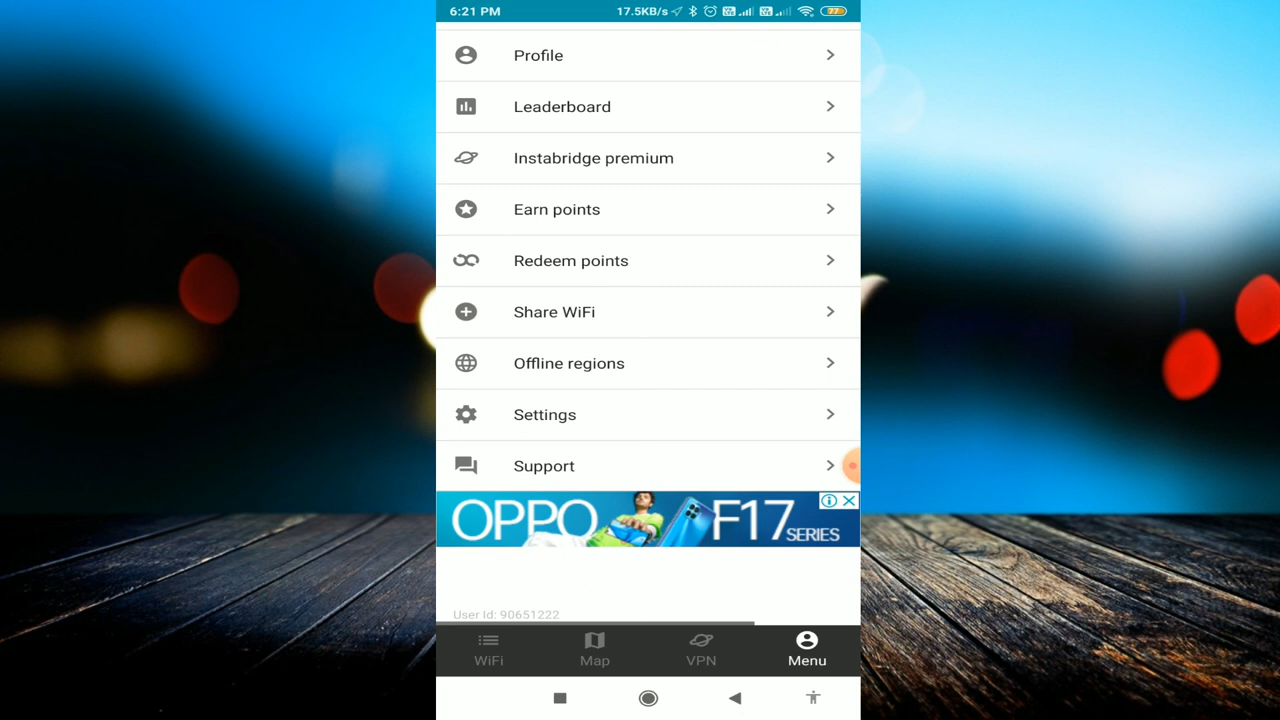 6:21 PM 17.5KB/s 77
Profile
Leaderboard
Instabridge premium
Earn points
Redeem points
Share WiFi
Offline regions
Settings
Support
OPPO F17 SERIES
User Id: 90651222
WiFi Map VPN Menu